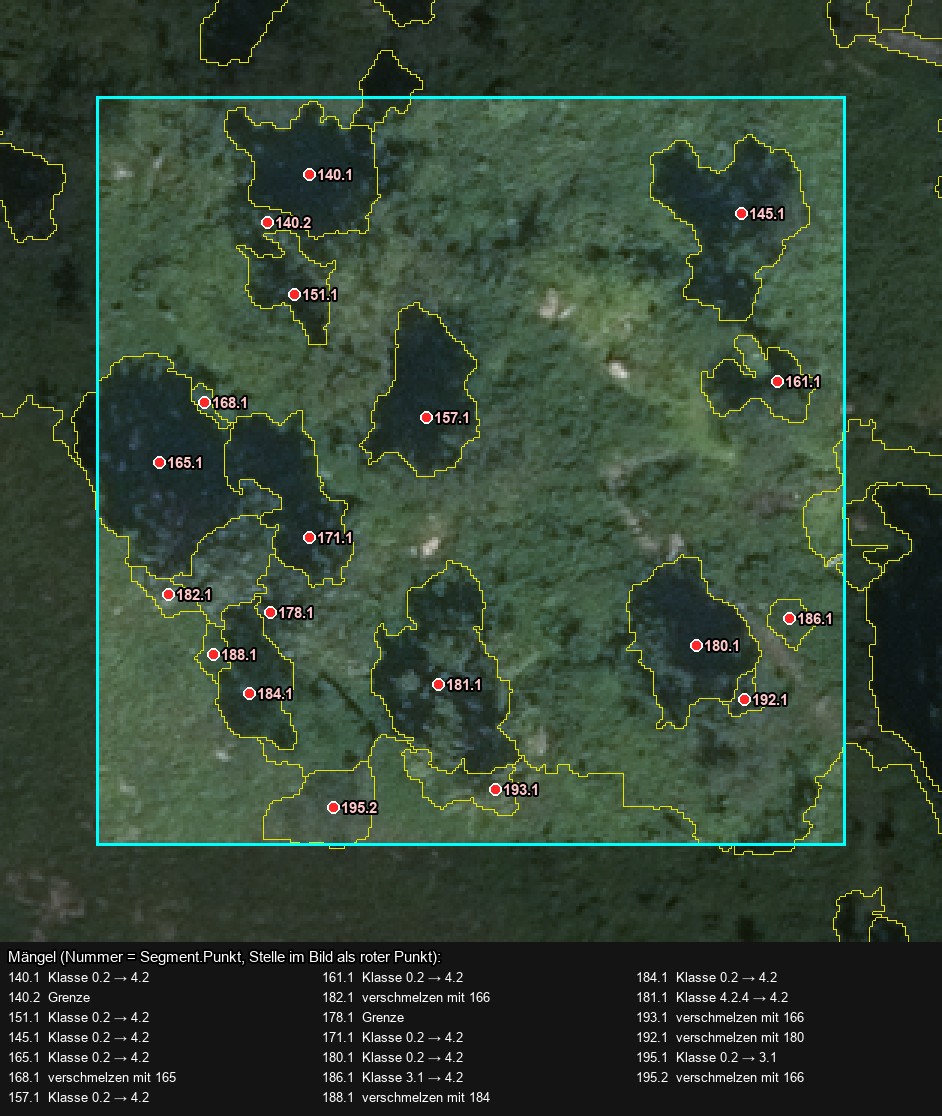 140.1
140.2
145.1
151.1
161.1
168.1
157.1
165.1
171.1
182.1
178.1
186.1
180.1
188.1
181.1
184.1
192.1
193.1
195.2
Mängel (Nummer = Segment.Punkt, Stelle im Bild als roter Punkt):
140.1 Klasse 0.2 → 4.2
140.2 Grenze
151.1 Klasse 0.2 → 4.2
145.1 Klasse 0.2 → 4.2
165.1 Klasse 0.2 → 4.2
168.1 verschmelzen mit 165
157.1 Klasse 0.2 → 4.2
161.1 Klasse 0.2 → 4.2
182.1 verschmelzen mit 166
178.1 Grenze
171.1 Klasse 0.2 → 4.2
180.1 Klasse 0.2 → 4.2
186.1 Klasse 3.1 → 4.2
188.1 verschmelzen mit 184
184.1 Klasse 0.2 → 4.2
181.1 Klasse 4.2.4 → 4.2
193.1 verschmelzen mit 166
192.1 verschmelzen mit 180
195.1 Klasse 0.2 → 3.1
195.2 verschmelzen mit 166